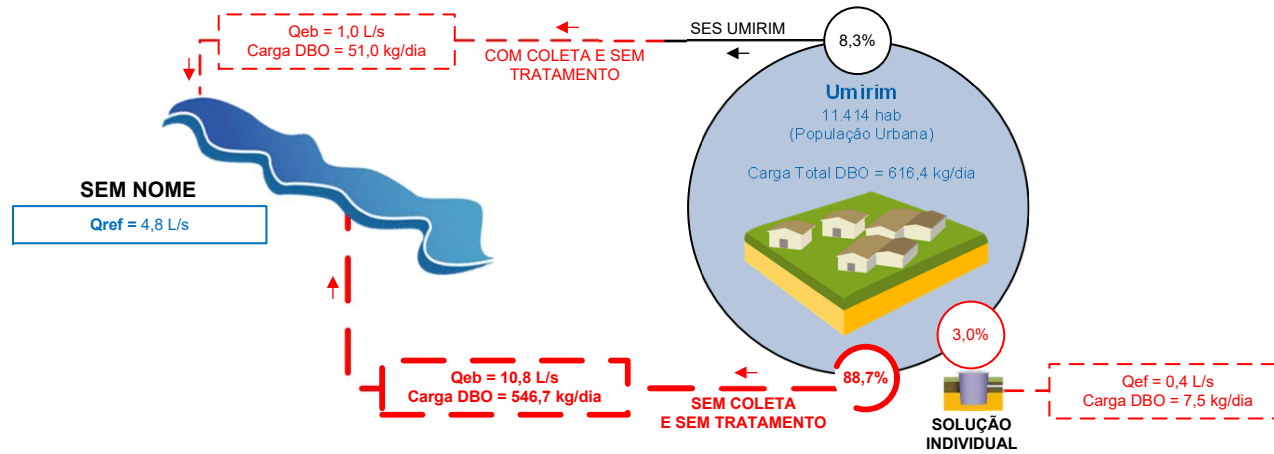 Qeb = 1,0 L/s
Carga DBO = 51,0 kg/dia
COM COLETA E SEM
TRATAMENTO
SES UMIRIM
8,3%
Umirim
11.414 hab
(População Urbana)
Carga Total DBO = 616,4 kg/dia
SEM NOME
Qref = 4,8 L/s
3,0%
88,7%
Qeb = 10,8 L/s
Carga DBO = 546,7 kg/dia
SEM COLETA
E SEM TRATAMENTO
SOLUÇÃO
INDIVIDUAL
Qef = 0,4 L/s
Carga DBO = 7,5 kg/dia